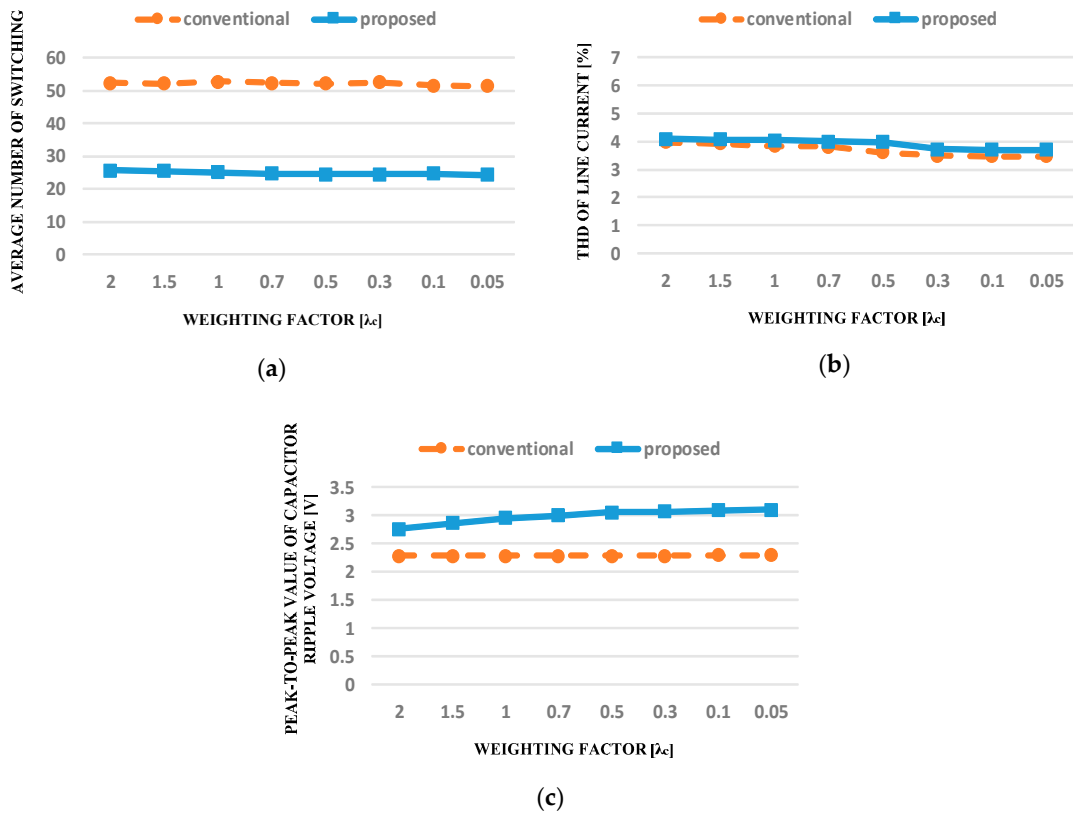 conventional proposed
AVERAGE NUMBER OF SWITCHING
60
50
40
30
20
10
0
2 1.5 1 0.7 0.5 0.3 0.1 0.05
WEIGHTING FACTOR [λc]
(a)
conventional proposed
THD OF LINE CURRENT [%]
7
6
5
4
3
2
1
0
2 1.5 1 0.7 0.5 0.3 0.1 0.05
WEIGHTING FACTOR [λc]
(b)
conventional proposed
PEAK-TO-PEAK VALUE OF CAPACITOR
RIPPLE VOLTAGE [V]
3.5
3
2.5
2
1.5
1
0.5
0
2 1.5 1 0.7 0.5 0.3 0.1 0.05
WEIGHTING FACTOR [λc]
(c)